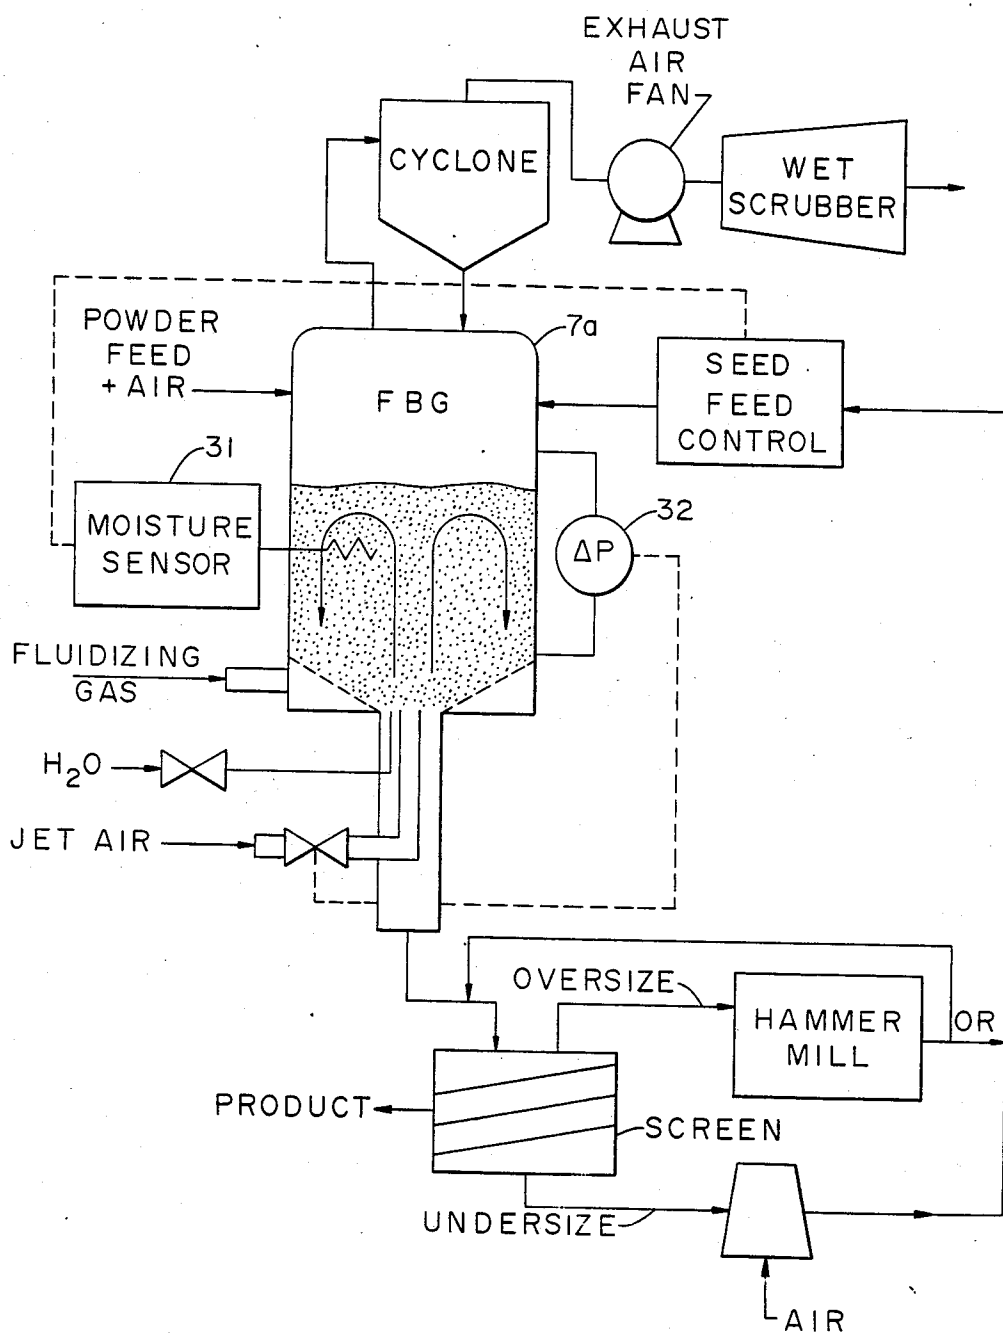 EXHAUST
AIR
FAN
CYCLONE
WET
SCRUBBER
POWDER
FEED
+ AIR
7a
FBG
SEED
FEED
CONTROL
31
MOISTURE
SENSOR
32
ΔP
FLUIDIZING
GAS
H₂O
JET AIR
OVERSIZE
HAMMER
MILL
OR
PRODUCT
SCREEN
UNDERSIZE
AIR